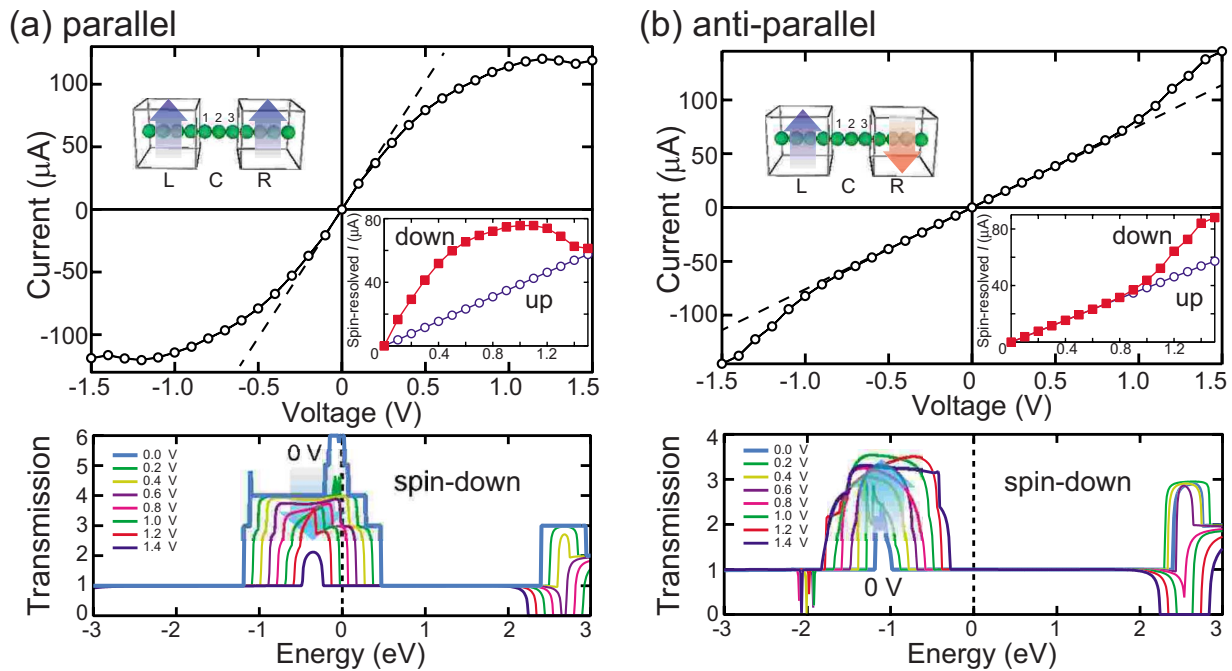 (a) parallel
Current (μA)
100
50
0
-50
-100
1 2 3
L C R
Spin-resolved I (μA)
80
40
0
down
up
0.4 0.8 1.2
-1.5 -1.0 -0.5 0 0.5 1.0 1.5
Voltage (V)
Transmission
6
5
4
3
2
1
0
0.0 V
0.2 V
0.4 V
0.6 V
0.8 V
1.0 V
1.2 V
1.4 V
0 V
spin-down
-3 -2 -1 0 1 2 3
Energy (eV)
(b) anti-parallel
Current (μA)
100
50
0
-50
-100
1 2 3
L C R
Spin-resolved I (μA)
80
40
0
down
up
0.4 0.8 1.2
-1.5 -1.0 -0.5 0 0.5 1.0 1.5
Voltage (V)
Transmission
4
3
2
1
0
0.0 V
0.2 V
0.4 V
0.6 V
0.8 V
1.0 V
1.2 V
1.4 V
0 V
spin-down
-3 -2 -1 0 1 2 3
Energy (eV)